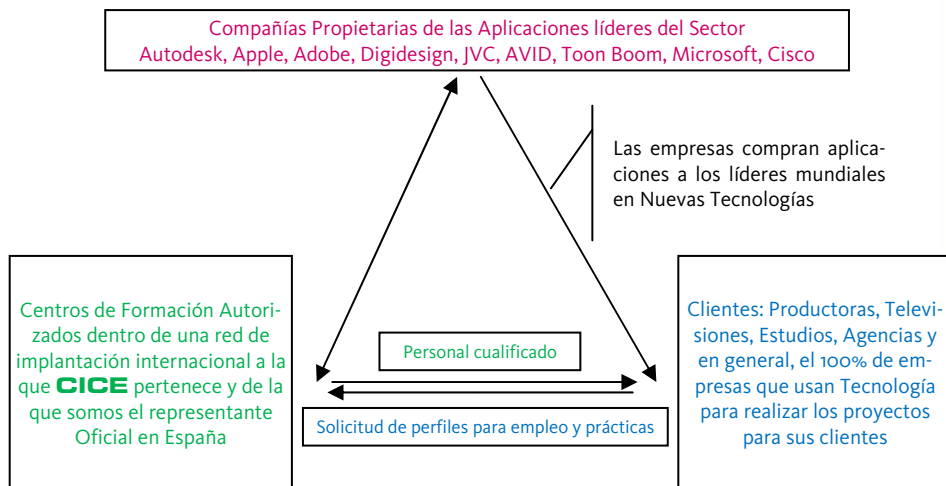 Compañías Propietarias de las Aplicaciones líderes del Sector
Autodesk, Apple, Adobe, Digidesign, JVC, AVID, Toon Boom, Microsoft, Cisco
Las empresas compran aplica-
ciones a los líderes mundiales
en Nuevas Tecnologías
Centros de Formación Autori-
zados dentro de una red de
implantación internacional a la
que CICE pertenece y de la
que somos el representante
Oficial en España
Personal cualificado
Solicitud de perfiles para empleo y prácticas
Clientes: Productoras, Televi-
siones, Estudios, Agencias y
en general, el 100% de em-
presas que usan Tecnología
para realizar los proyectos
para sus clientes